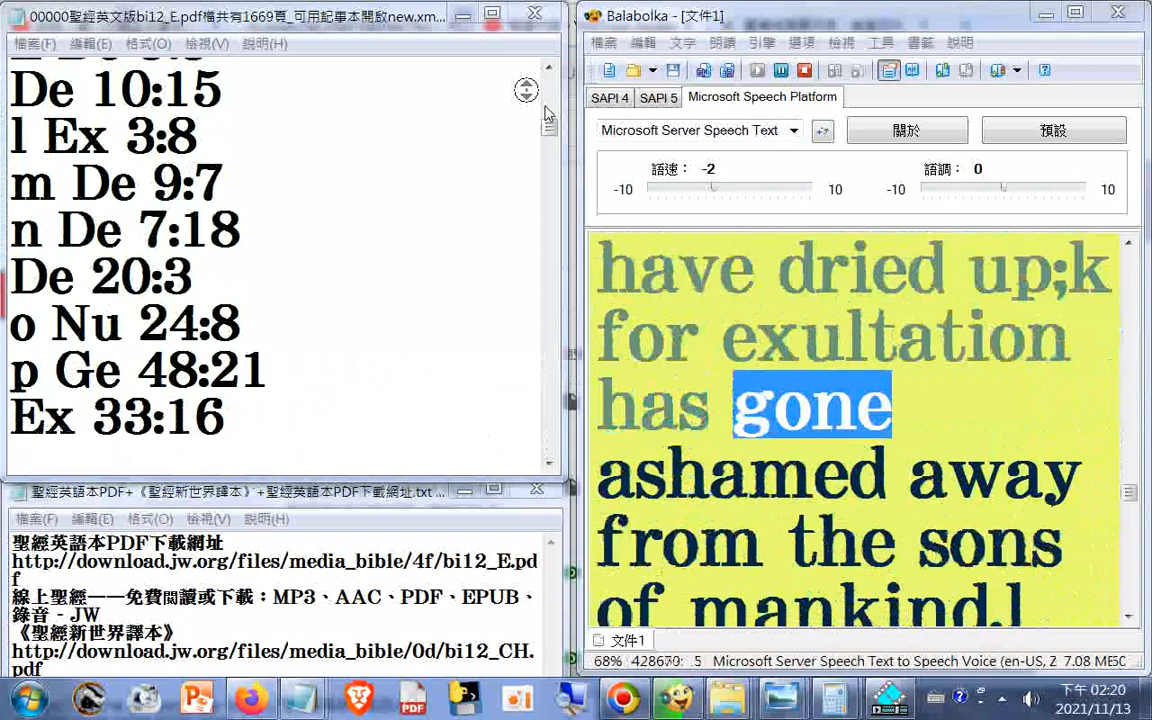 00000聖經英文版bi12_E.pdf檔共有1669頁_可用記事本開啟new.xm...
檔案(F) 編輯(E) 格式(O) 檢視(V) 說明(H)
De 10:15
l Ex 3:8
m De 9:7
n De 7:18
De 20:3
o Nu 24:8
p Ge 48:21
Ex 33:16
聖經英語本PDF+《聖經新世界譯本》+聖經英語本PDF下載網址.txt ...
檔案(F) 編輯(E) 格式(O) 檢視(V) 說明(H)
聖經英語本PDF下載網址
http://download.jw.org/files/media_bible/4f/bi12_E.pd
f
線上聖經──免費閱讀或下載：MP3、AAC、PDF、EPUB、
錄音 - JW
《聖經新世界譯本》
http://download.jw.org/files/media_bible/0d/bi12_CH.
pdf
Balabolka - [文件1]
檔案 編輯 文字 朗讀 引擎 選項 檢視 工具 書籤 說明
SAPI 4 SAPI 5 Microsoft Speech Platform
Microsoft Server Speech Text 關於 預設
語速： -2 語調： 0
-10 10 -10 10
have dried up;k
for exultation
has gone
ashamed away
from the sons
of mankind.l
文件1
68% Microsoft Server Speech Text to Speech Voice (en-US, Z 7.08 ME
下午 02:20
2021/11/13